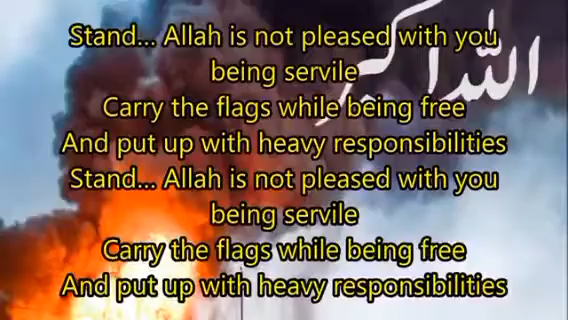 الله أكبر
Stand... Allah is not pleased with you
being servile
Carry the flags while being free
And put up with heavy responsibilities
Stand... Allah is not pleased with you
being servile
Carry the flags while being free
And put up with heavy responsibilities